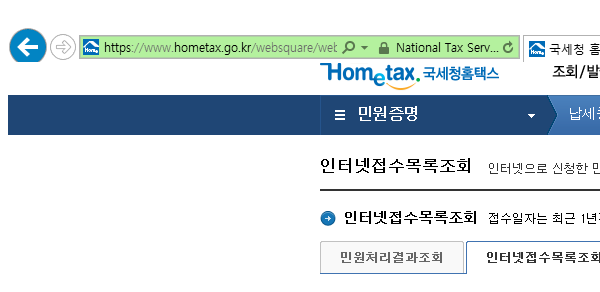 https://www.hometax.go.kr/websquare/wet National Tax Serv... 국세청 홈
Hometax. 국세청홈택스 조회/발
민원증명 납세
인터넷접수목록조회 인터넷으로 신청한 민
인터넷접수목록조회 접수일자는 최근 1년
민원처리결과조회 인터넷접수목록조회